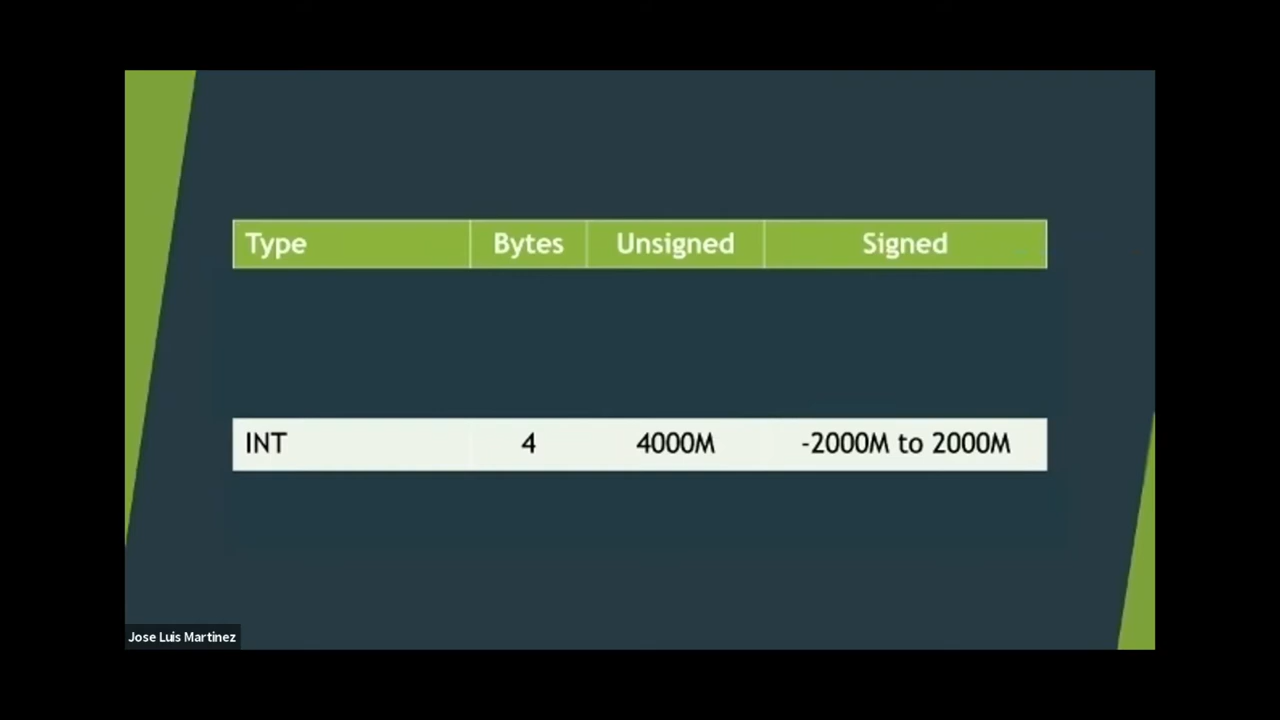 Type Bytes Unsigned Signed
INT 4 4000M -2000M to 2000M
Jose Luis Martinez